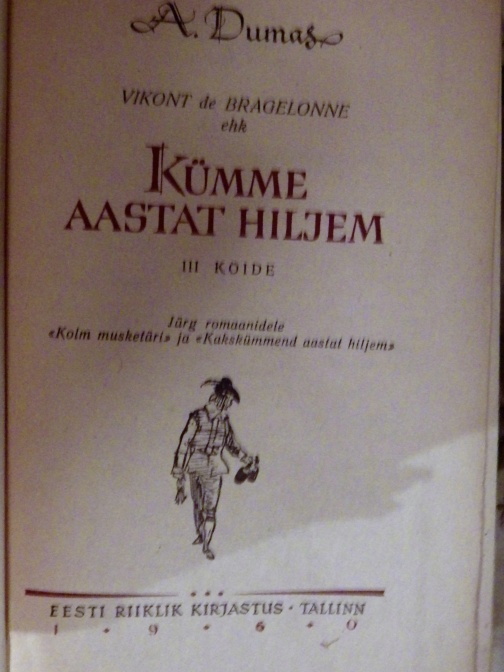 A. Dumas
VIKONT de BRAGELONNE
ehk
KÜMME
AASTAT HILJEM
III KÖIDE
Järg romaanidele
«Kolm musketäri» ja «Kakskümmend aastat hiljem»
EESTI RIIKLIK KIRJASTUS · TALLINN
1 · 9 · 6 · 0